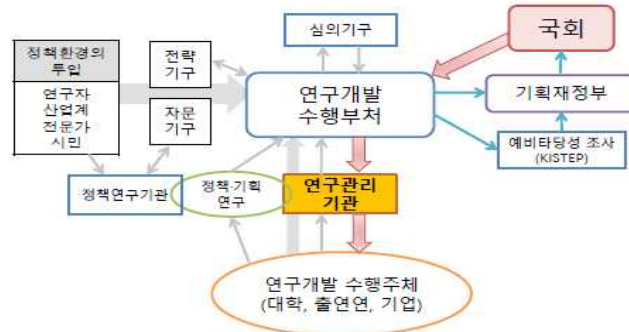 정책환경의
투입
연구자
산업계
전문가
시민
전략
기구
자문
기구
심의기구
국회
연구개발
수행부처
기획재정부
예비타당성 조사
(KISTEP)
정책연구기관
정책·기획
연구
연구관리
기관
연구개발 수행주체
(대학, 출연연, 기업)